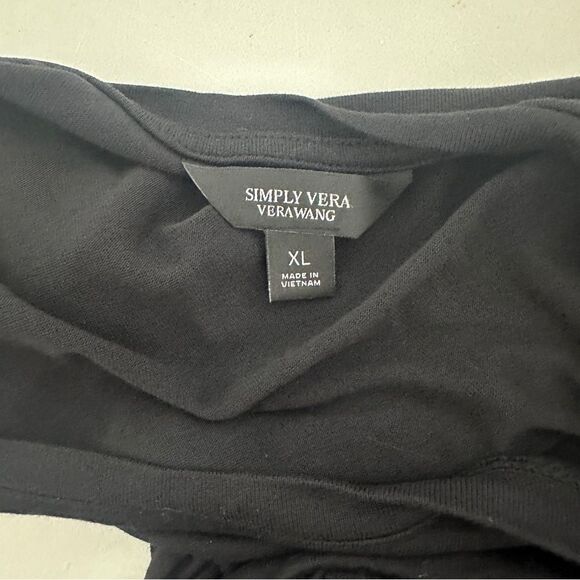 SIMPLY VERA
VERAWANG
XL
MADE IN
VIETNAM